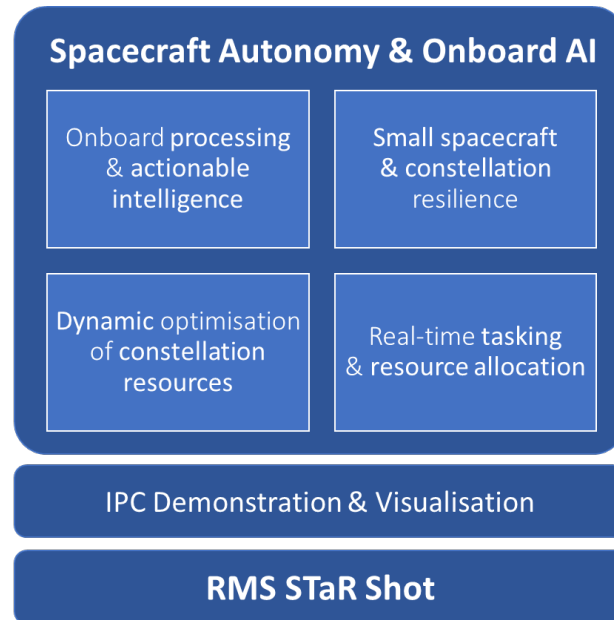 Spacecraft Autonomy & Onboard AI
Onboard processing
& actionable
intelligence
Small spacecraft
& constellation
resilience
Dynamic optimisation
of constellation
resources
Real-time tasking
& resource allocation
IPC Demonstration & Visualisation
RMS STaR Shot